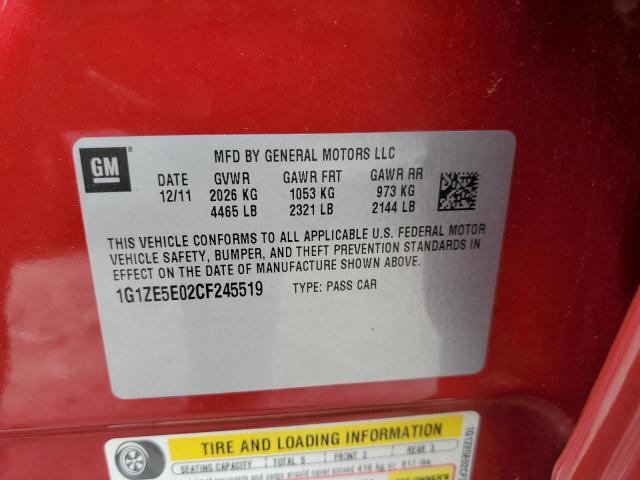 GM
MFD BY GENERAL MOTORS LLC
DATE GVWR GAWR FRT GAWR RR
12/11 2026 KG 1053 KG 973 KG
4465 LB 2321 LB 2144 LB
THIS VEHICLE CONFORMS TO ALL APPLICABLE U.S. FEDERAL MOTOR
VEHICLE SAFETY, BUMPER, AND THEFT PREVENTION STANDARDS IN
EFFECT ON THE DATE OF MANUFACTURE SHOWN ABOVE.
1G1ZE5E02CF245519 TYPE: PASS CAR
TIRE AND LOADING INFORMATION
SEATING CAPACITY TOTAL 5 FRONT 2 REAR 3